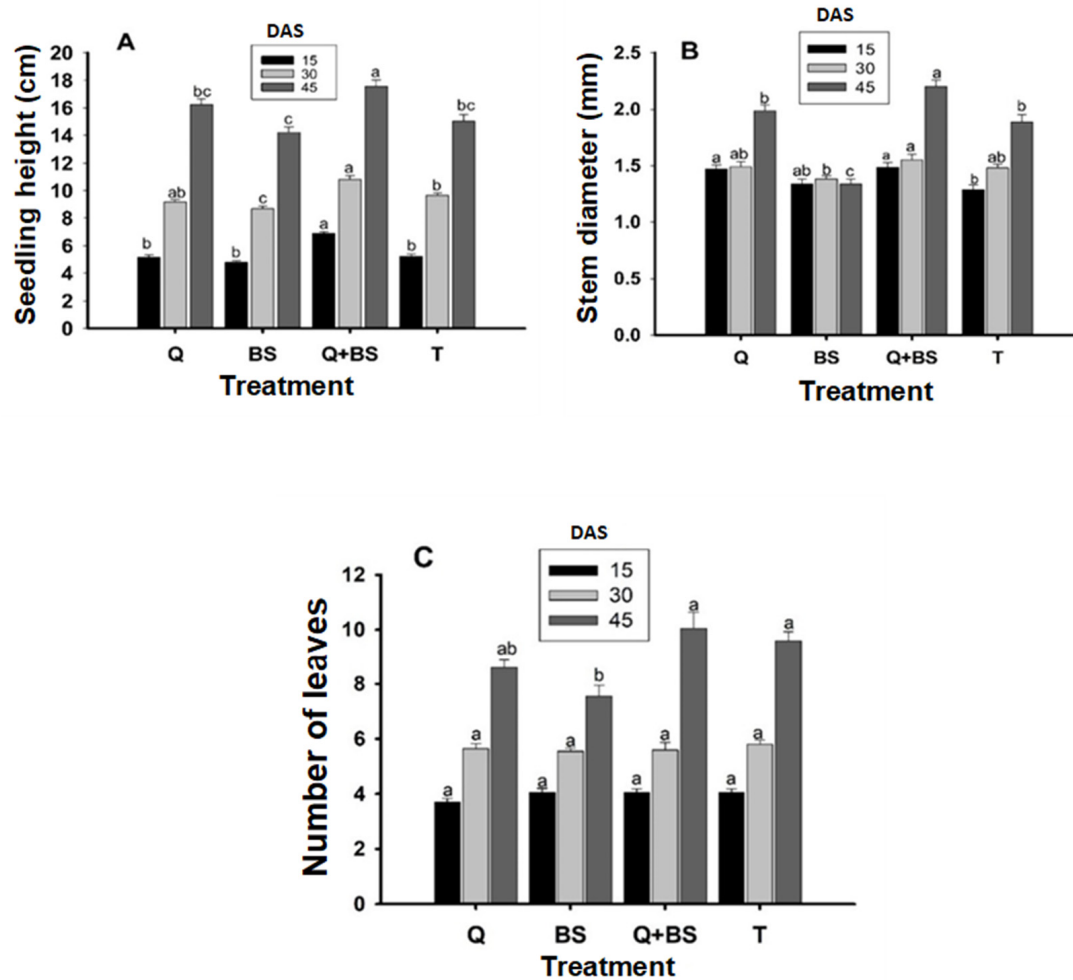 DAS
A
15
30
45
Seedling height (cm)
20
18
16
14
12
10
8
6
4
2
0
b ab bc
b c c
a a a
b b bc
Q BS Q+BS T
Treatment
DAS
B
15
30
45
Stem diameter (mm)
2.5
2.0
1.5
1.0
0.5
0.0
a ab b
ab b c
a a a
b ab b
Q BS Q+BS T
Treatment
DAS
C
15
30
45
Number of leaves
12
10
8
6
4
2
0
a a ab
a a b
a a a
a a a
Q BS Q+BS T
Treatment